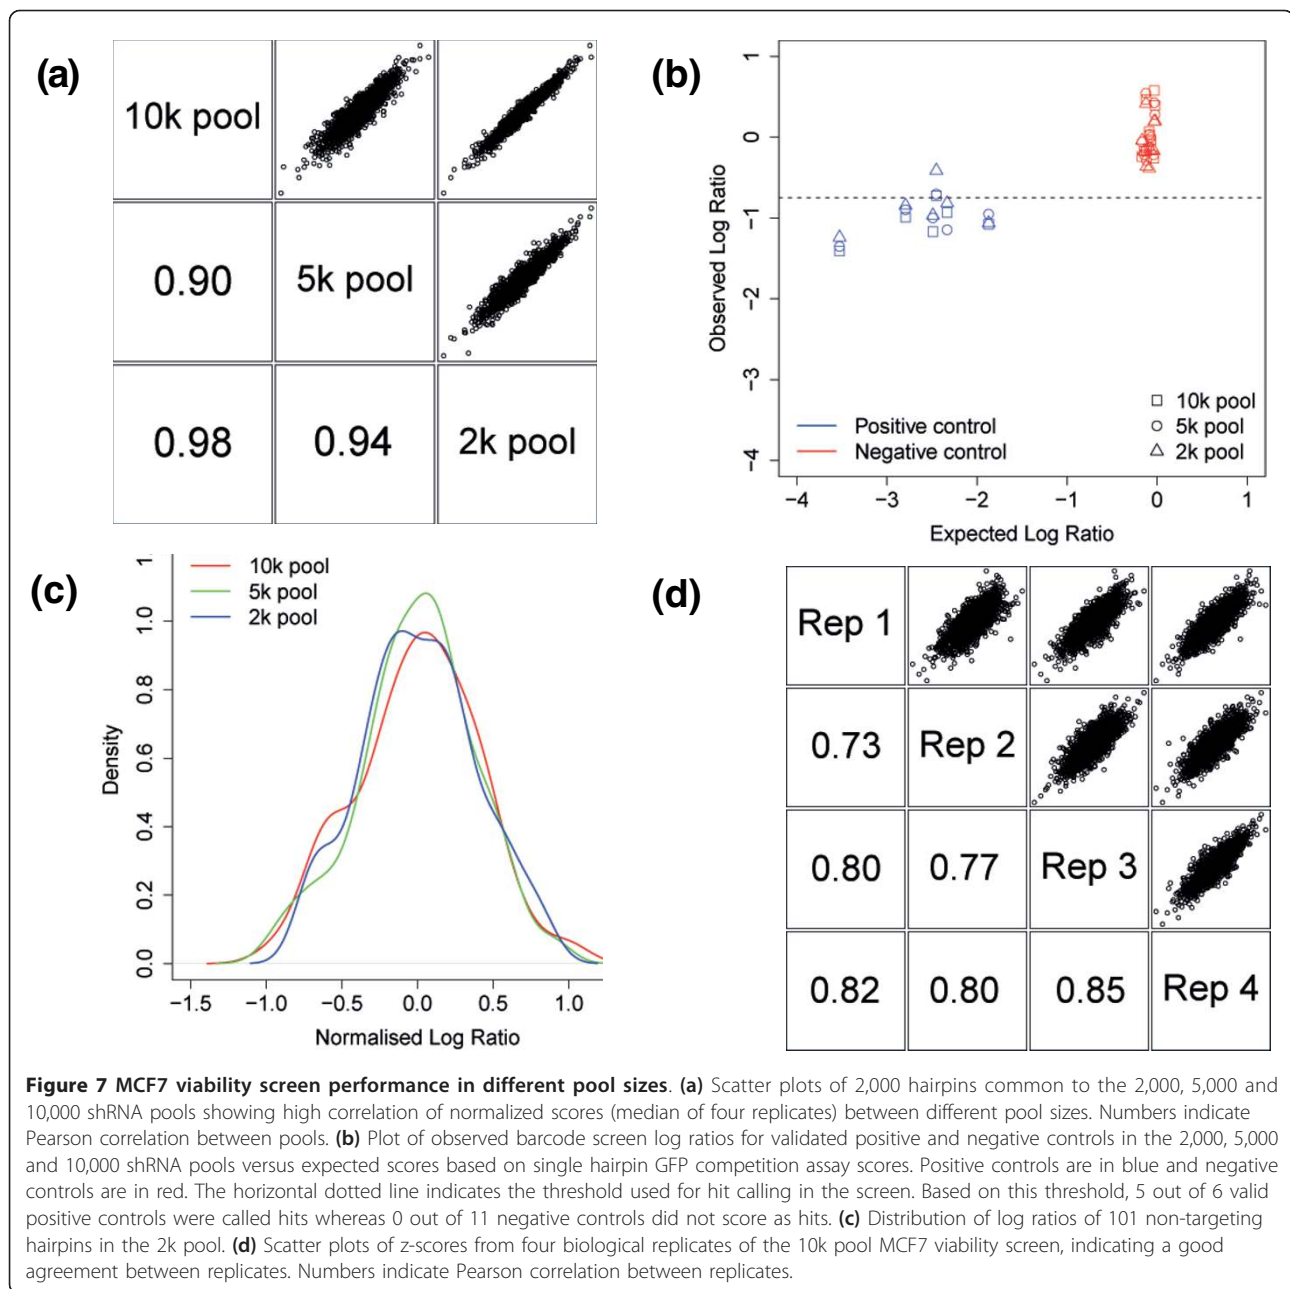 (a)
10k pool
0.90
5k pool
0.98
0.94
2k pool
(b)
Observed Log Ratio
1
0
−1
−2
−3
−4
Positive control
Negative control
10k pool
5k pool
2k pool
−4
−3
−2
−1
0
1
Expected Log Ratio
(c)
10k pool
5k pool
2k pool
Density
1.
1.0
0.8
0.6
0.4
0.2
0.0
−1.5
−1.0
−0.5
0.0
0.5
1.0
Normalised Log Ratio
(d)
Rep 1
0.73
Rep 2
0.80
0.77
Rep 3
0.82
0.80
0.85
Rep 4
Figure 7 MCF7 viability screen performance in different pool sizes. (a) Scatter plots of 2,000 hairpins common to the 2,000, 5,000 and
10,000 shRNA pools showing high correlation of normalized scores (median of four replicates) between different pool sizes. Numbers indicate
Pearson correlation between pools. (b) Plot of observed barcode screen log ratios for validated positive and negative controls in the 2,000, 5,000
and 10,000 shRNA pools versus expected scores based on single hairpin GFP competition assay scores. Positive controls are in blue and negative
controls are in red. The horizontal dotted line indicates the threshold used for hit calling in the screen. Based on this threshold, 5 out of 6 valid
positive controls were called hits whereas 0 out of 11 negative controls did not score as hits. (c) Distribution of log ratios of 101 non-targeting
hairpins in the 2k pool. (d) Scatter plots of z-scores from four biological replicates of the 10k pool MCF7 viability screen, indicating a good
agreement between replicates. Numbers indicate Pearson correlation between replicates.